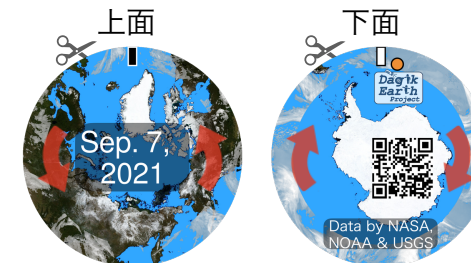 上面
下面
Sep. 7,
2021
Dagik
Earth
Project
Data by NASA,
NOAA & USGS